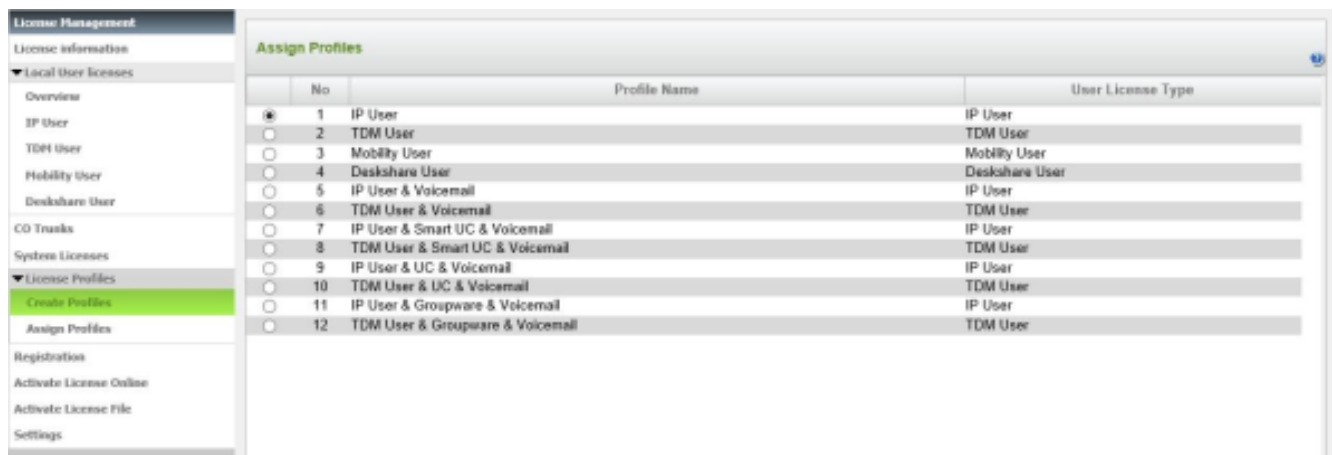 License Management
License information
Local User licenses
Overview
IP User
TDM User
Mobility User
Deskshare User
CO Trunks
System Licenses
License Profiles
Create Profiles
Assign Profiles
Registration
Activate License Online
Activate License File
Settings
Assign Profiles
No Profile Name User License Type
1 IP User IP User
2 TDM User TDM User
3 Mobility User Mobility User
4 Deskshare User Deskshare User
5 IP User & Voicemail IP User
6 TDM User & Voicemail TDM User
7 IP User & Smart UC & Voicemail IP User
8 TDM User & Smart UC & Voicemail TDM User
9 IP User & UC & Voicemail IP User
10 TDM User & UC & Voicemail TDM User
11 IP User & Groupware & Voicemail IP User
12 TDM User & Groupware & Voicemail TDM User